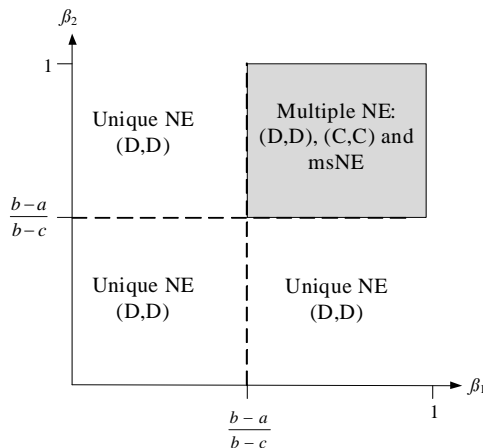 β2
1
Unique NE
(D,D)
Multiple NE:
(D,D), (C,C) and
msNE
b – a
b – c
Unique NE
(D,D)
Unique NE
(D,D)
β1
b – a
b – c
1